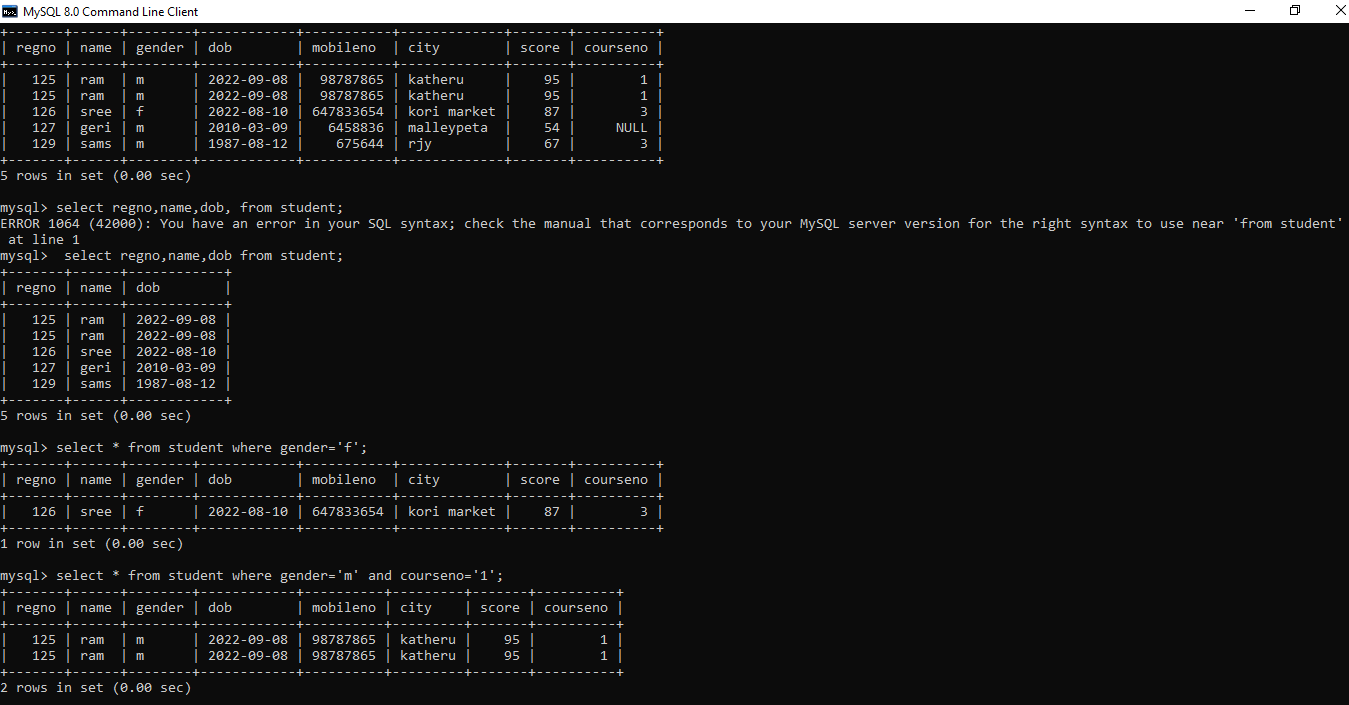 MySQL 8.0 Command Line Client
+-------+------+--------+------------+-----------+-------------+-------+----------+
| regno | name | gender | dob        | mobileno  | city        | score | courseno |
+-------+------+--------+------------+-----------+-------------+-------+----------+
|   125 | ram  | m      | 2022-09-08 |  98787865 | katheru     |    95 |        1 |
|   125 | ram  | m      | 2022-09-08 |  98787865 | katheru     |    95 |        1 |
|   126 | sree | f      | 2022-08-10 | 647833654 | kori market |    87 |        3 |
|   127 | geri | m      | 2010-03-09 |   6458836 | malleypeta  |    54 |     NULL |
|   129 | sams | m      | 1987-08-12 |    675644 | rjy         |    67 |        3 |
+-------+------+--------+------------+-----------+-------------+-------+----------+
5 rows in set (0.00 sec)
mysql> select regno,name,dob, from student;
ERROR 1064 (42000): You have an error in your SQL syntax; check the manual that corresponds to your MySQL server version for the right syntax to use near 'from student'
 at line 1
mysql>  select regno,name,dob from student;
+-------+------+------------+
| regno | name | dob        |
+-------+------+------------+
|   125 | ram  | 2022-09-08 |
|   125 | ram  | 2022-09-08 |
|   126 | sree | 2022-08-10 |
|   127 | geri | 2010-03-09 |
|   129 | sams | 1987-08-12 |
+-------+------+------------+
5 rows in set (0.00 sec)
mysql> select * from student where gender='f';
+-------+------+--------+------------+-----------+-------------+-------+----------+
| regno | name | gender | dob        | mobileno  | city        | score | courseno |
+-------+------+--------+------------+-----------+-------------+-------+----------+
|   126 | sree | f      | 2022-08-10 | 647833654 | kori market |    87 |        3 |
+-------+------+--------+------------+-----------+-------------+-------+----------+
1 row in set (0.00 sec)
mysql> select * from student where gender='m' and courseno='1';
+-------+------+--------+------------+----------+---------+-------+----------+
| regno | name | gender | dob        | mobileno | city    | score | courseno |
+-------+------+--------+------------+----------+---------+-------+----------+
|   125 | ram  | m      | 2022-09-08 | 98787865 | katheru |    95 |        1 |
|   125 | ram  | m      | 2022-09-08 | 98787865 | katheru |    95 |        1 |
+-------+------+--------+------------+----------+---------+-------+----------+
2 rows in set (0.00 sec)